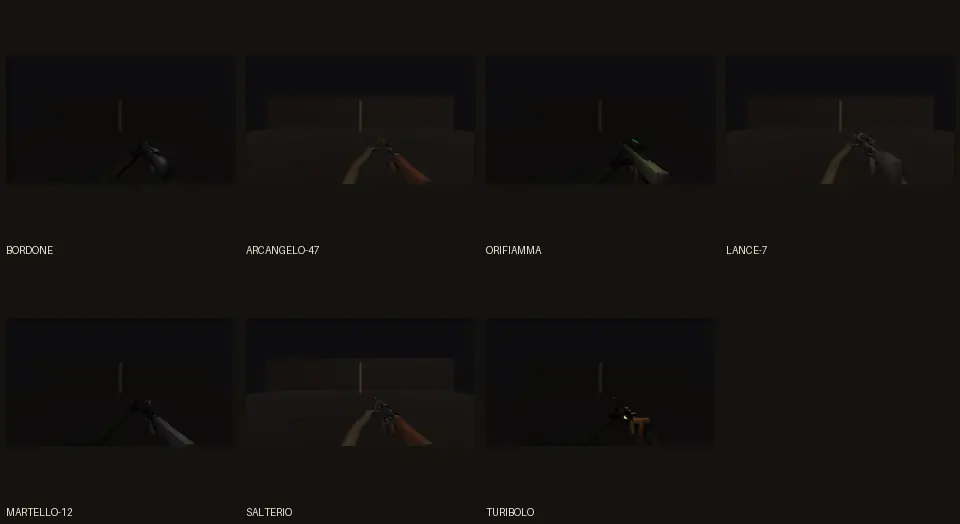 BORDONE
ARCANGELO-47
ORIFIAMMA
LANCE-7
MARTELLO-12
SALTERIO
TURIBOLO